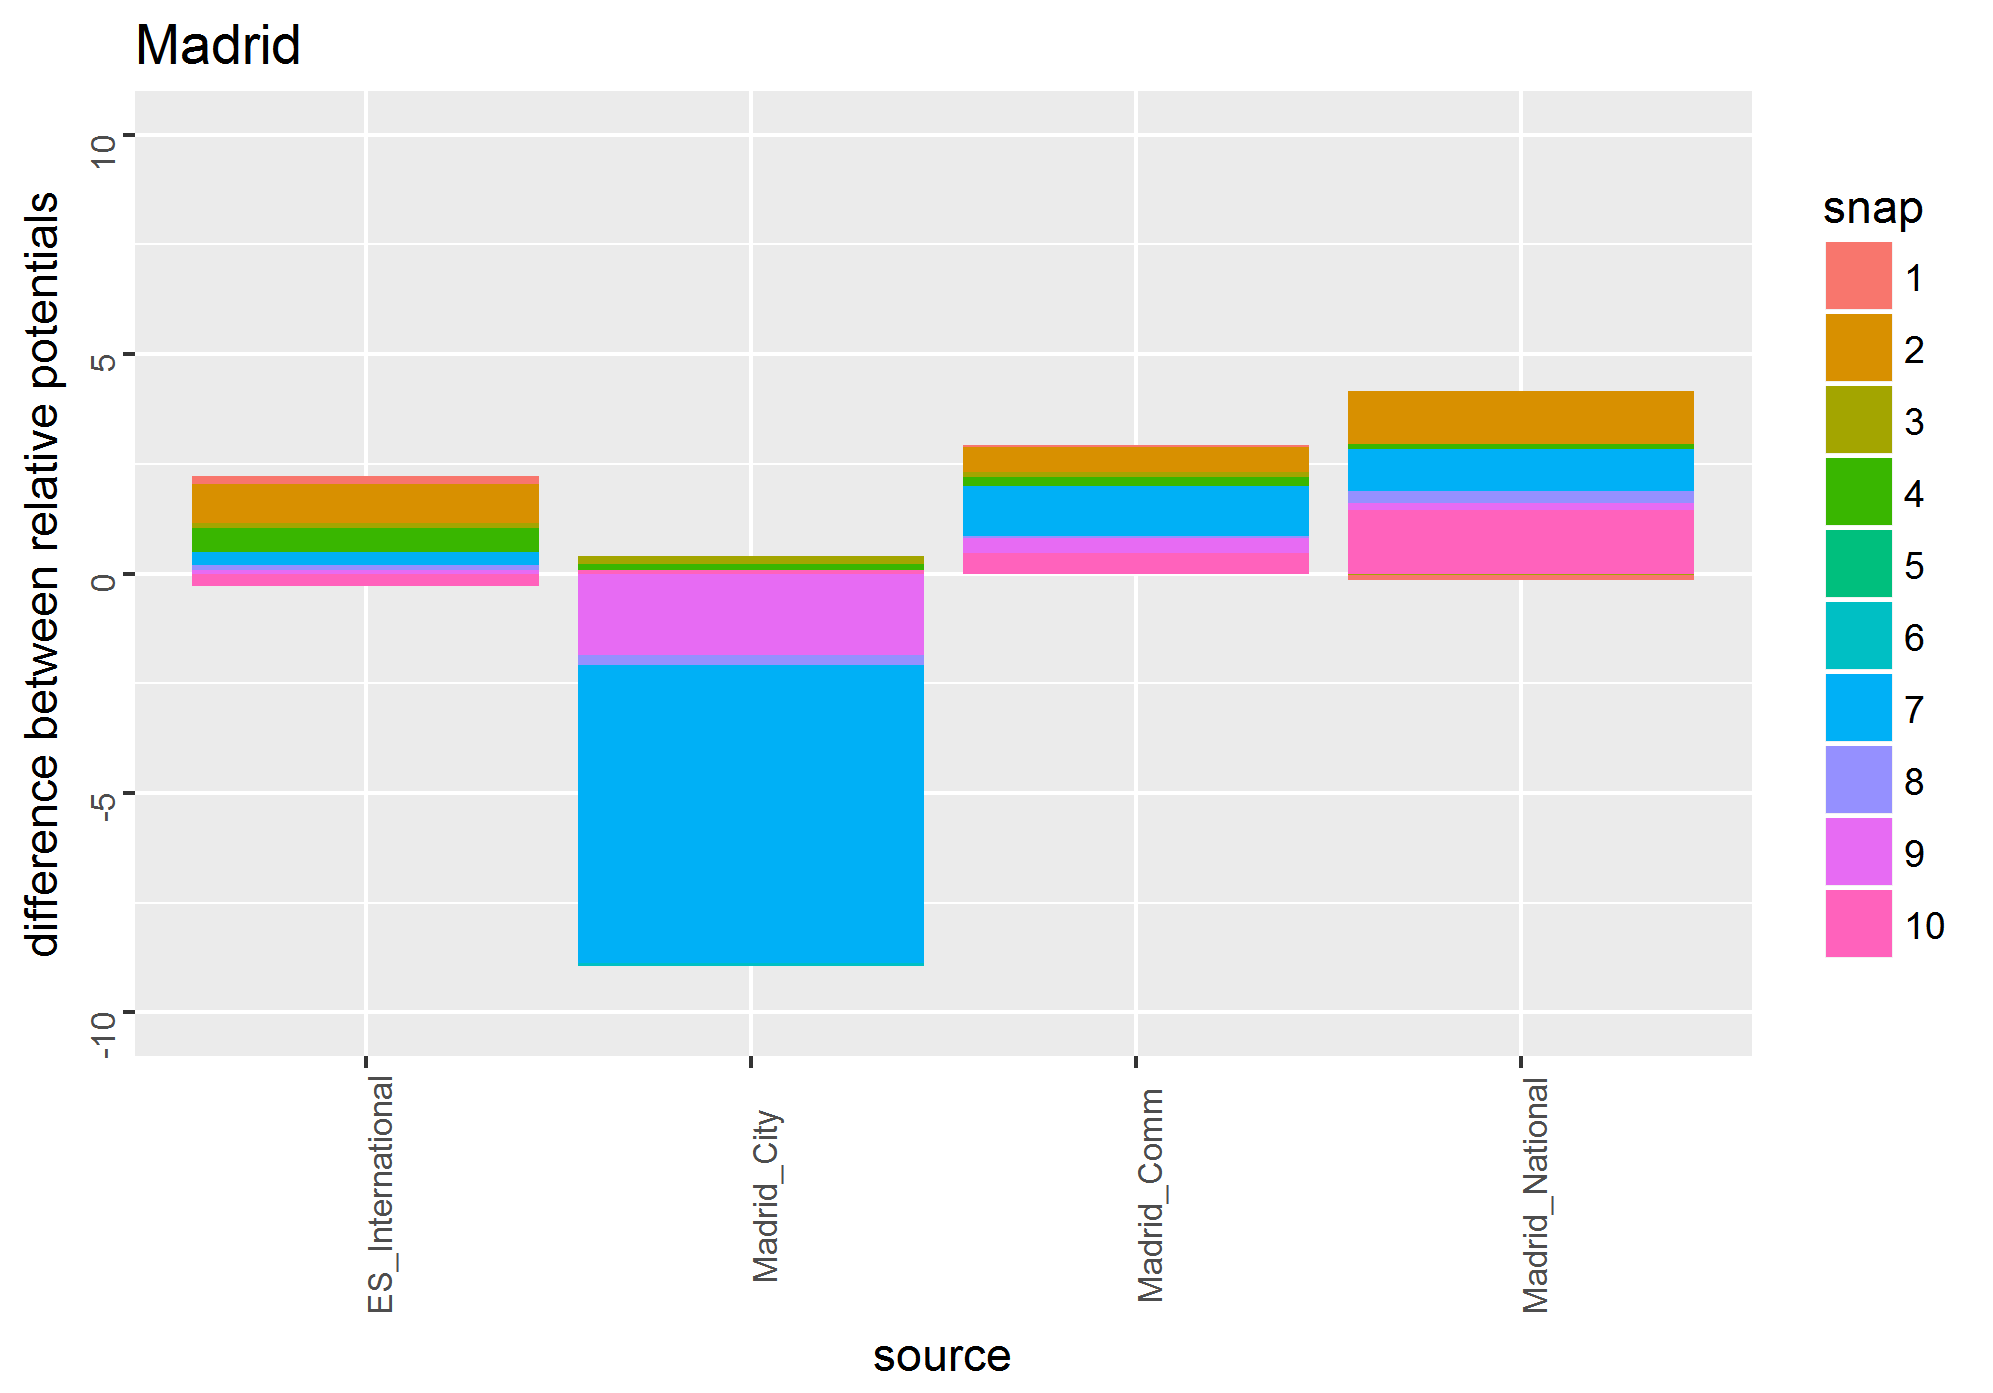 Madrid
difference between relative potentials
10
5
0
-5
-10
ES_International
Madrid_City
Madrid_Comm
Madrid_National
source
snap
1
2
3
4
5
6
7
8
9
10